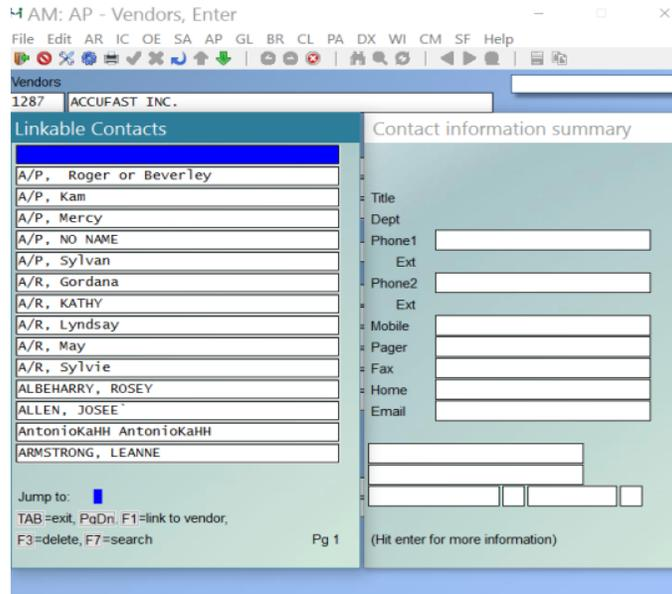 AM: AP - Vendors, Enter
File Edit AR IC OE SA AP GL BR CL PA DX WI CM SF Help
Vendors
1287 ACCUFAST INC.
Linkable Contacts
A/P, Roger or Beverley
A/P, Kam
A/P, Mercy
A/P, NO NAME
A/P, Sylvan
A/R, Gordana
A/R, KATHY
A/R, Lyndsay
A/R, May
A/R, Sylvie
ALBEHARRY, ROSEY
ALLEN, JOSEE`
AntonioKaHH AntonioKaHH
ARMSTRONG, LEANNE
Jump to:
TAB=exit, PgDn, F1=link to vendor,
F3=delete, F7=search Pg 1
Contact information summary
Title
Dept
Phone1
Ext
Phone2
Ext
Mobile
Pager
Fax
Home
Email
(Hit enter for more information)